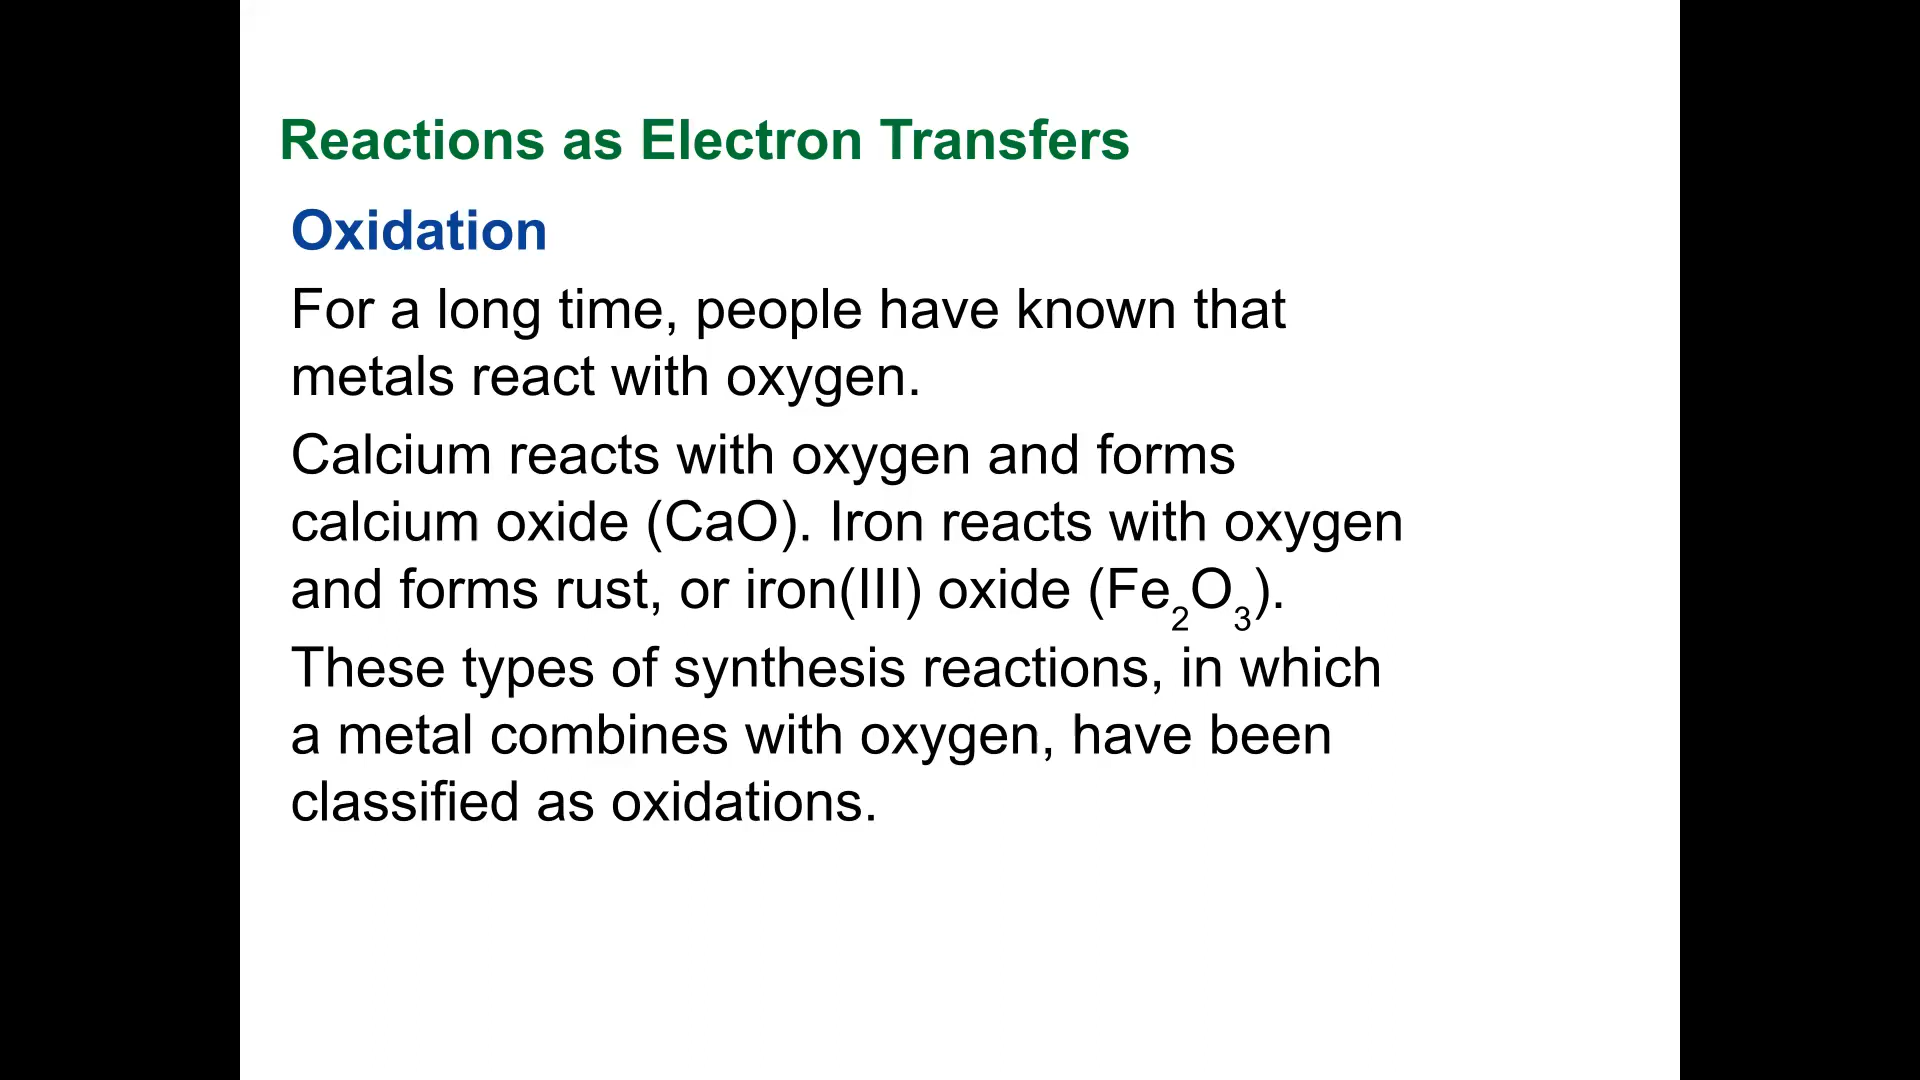 Reactions as Electron Transfers
Oxidation
For a long time, people have known that
metals react with oxygen.
Calcium reacts with oxygen and forms
calcium oxide (CaO). Iron reacts with oxygen
and forms rust, or iron(III) oxide (Fe₂O₃).
These types of synthesis reactions, in which
a metal combines with oxygen, have been
classified as oxidations.